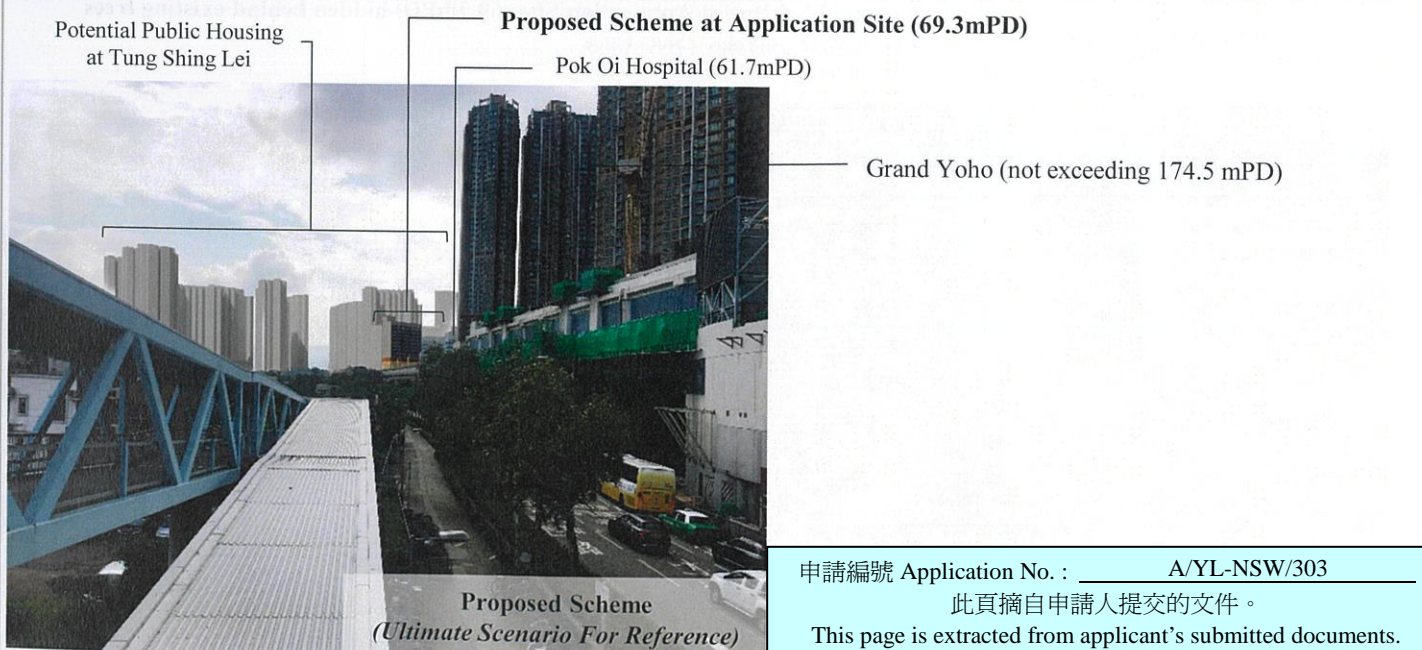 Proposed Scheme at Application Site (69.3mPD)
Potential Public Housing
at Tung Shing Lei
Pok Oi Hospital (61.7mPD)
Grand Yoho (not exceeding 174.5 mPD)
Proposed Scheme
(Ultimate Scenario For Reference)
申請編號 Application No. : A/YL-NSW/303
此頁摘自申請人提交的文件。
This page is extracted from applicant's submitted documents.